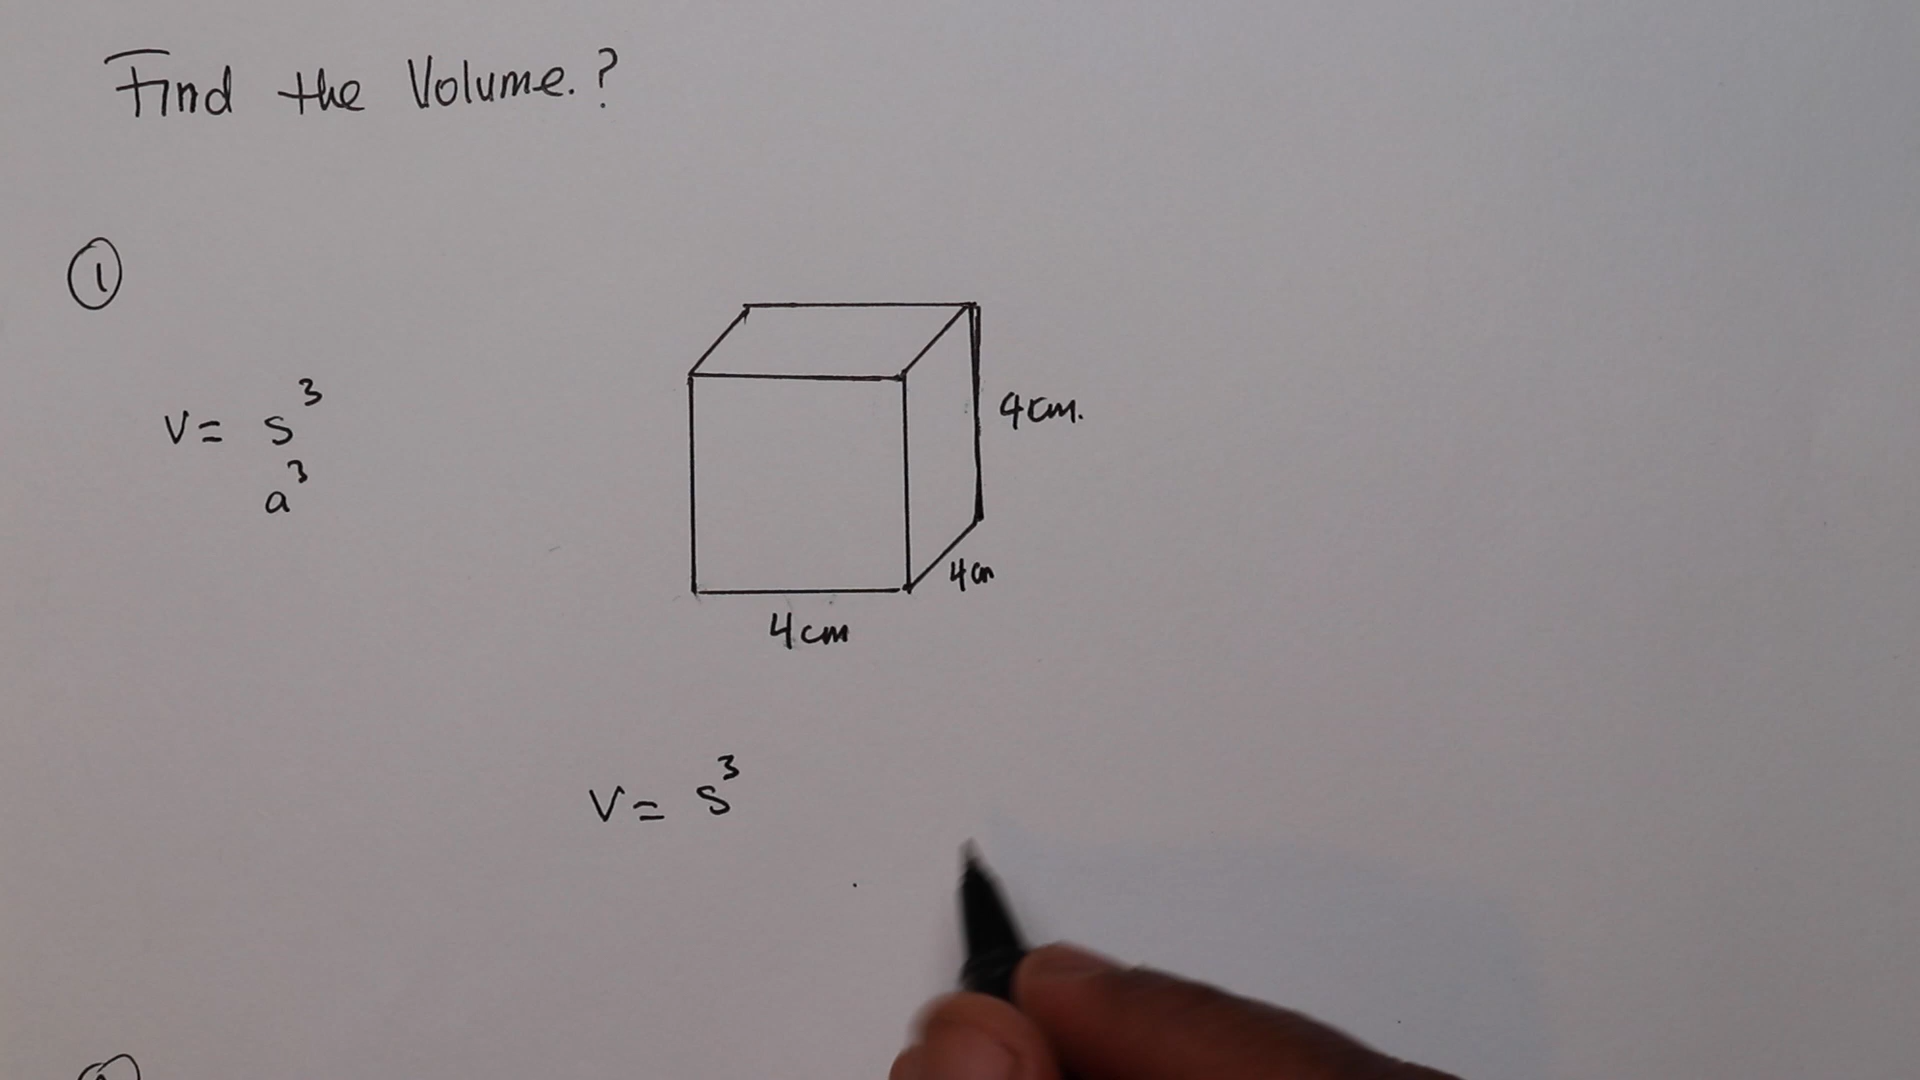 Find the Volume.?
1
V= s³
a³
4cm.
4cm
4cm
V= s³